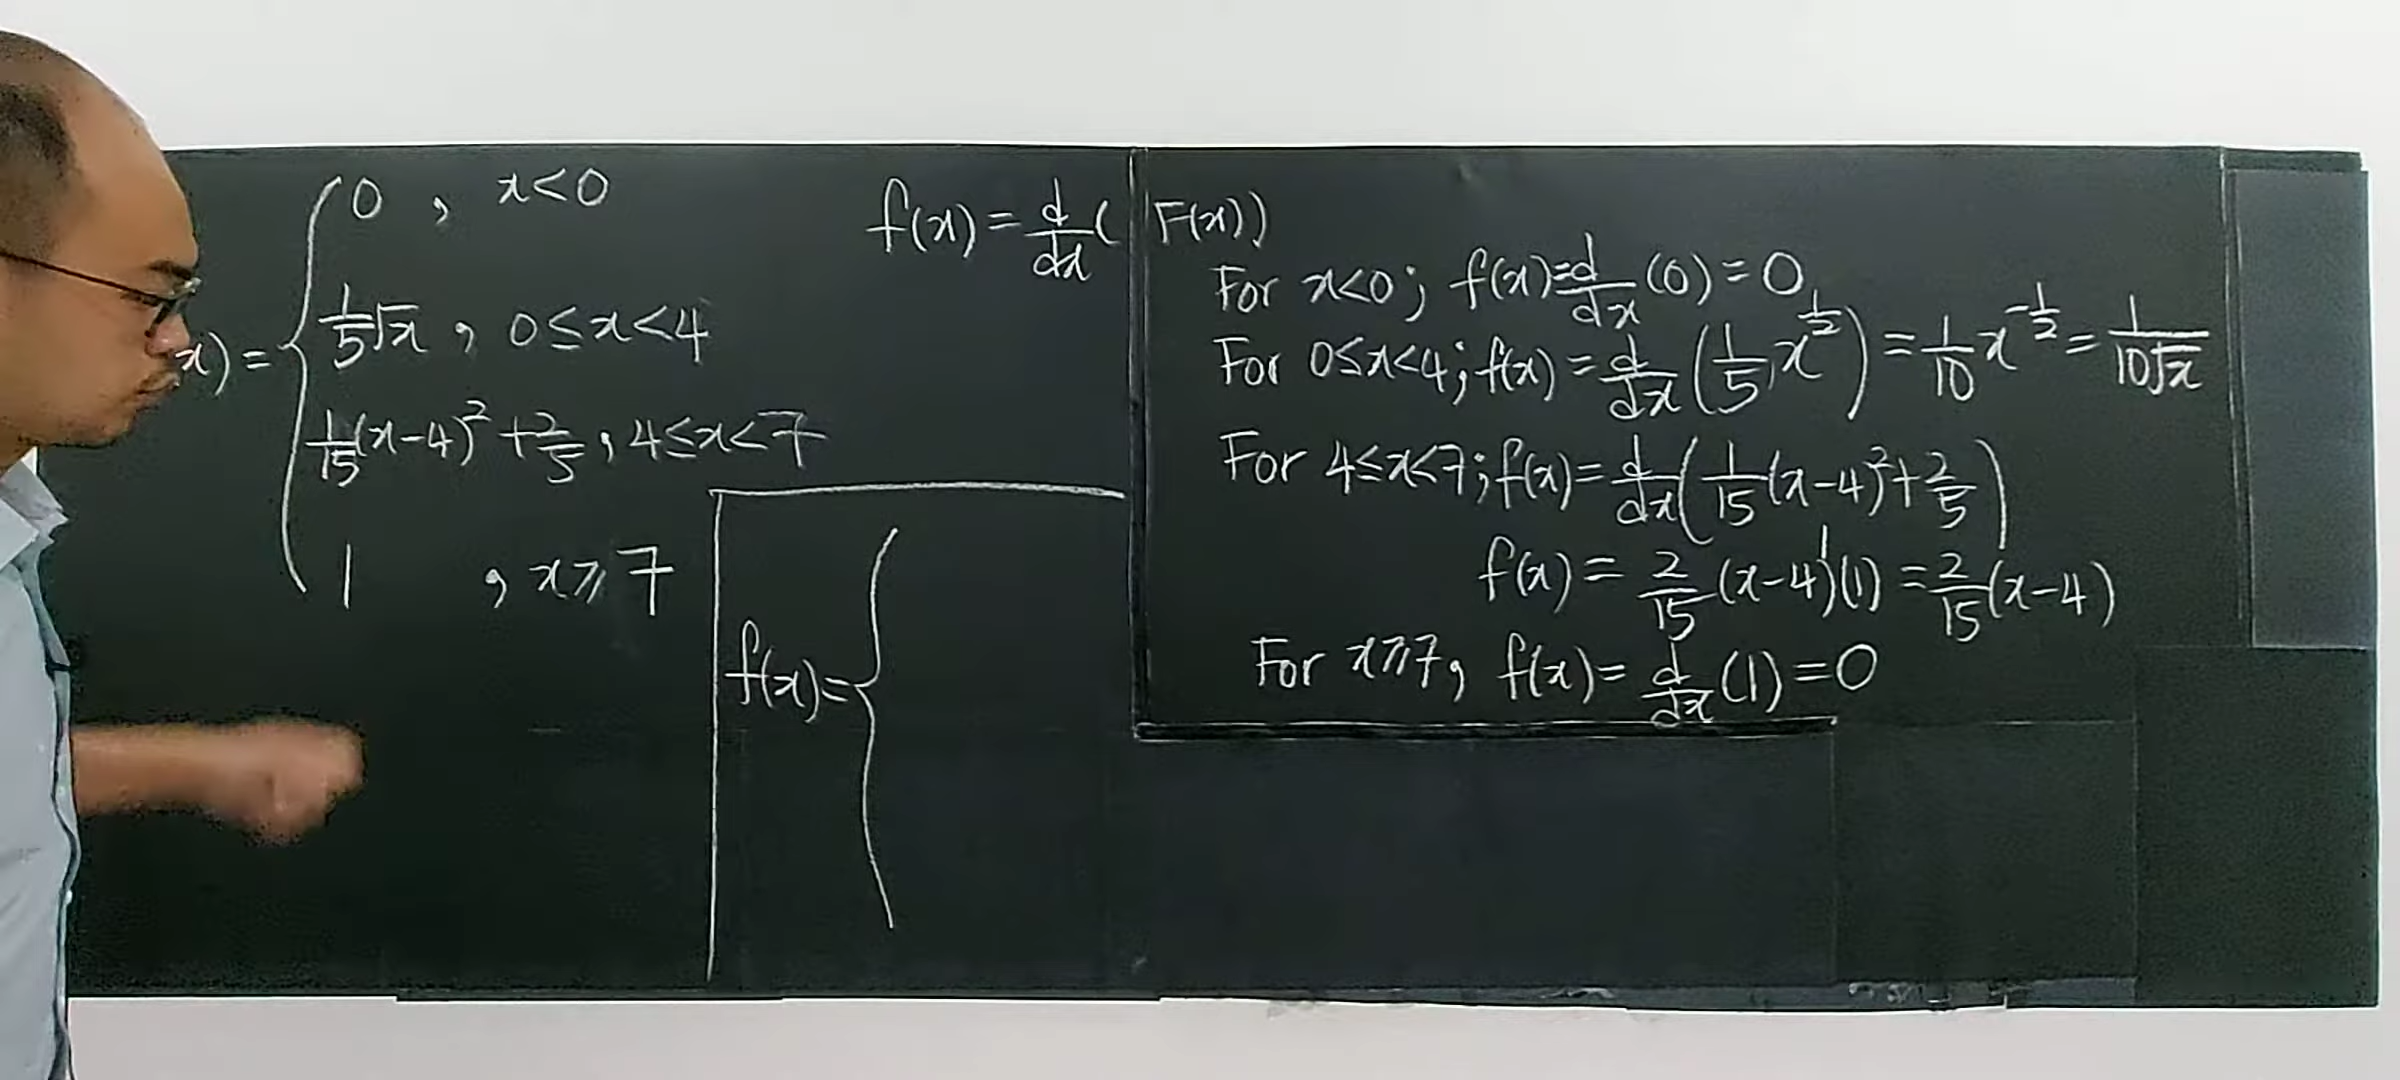 x) = { 0 , x<0
1/5 √x , 0≤x<4
1/15 (x-4)² + 2/5 , 4≤x<7
1 , x≥7
f(x) = {
f(x) = d/dx ( F(x))
For x<0 ; f(x) = d/dx (0) = 0
For 0≤x<4 ; f(x) = d/dx (1/5 x^(1/2)) = 1/10 x^(-1/2) = 1/(10√x)
For 4≤x<7 ; f(x) = d/dx (1/15 (x-4)² + 2/5)
f(x) = 2/15 (x-4)¹(1) = 2/15 (x-4)
For x≥7, f(x) = d/dx (1) = 0